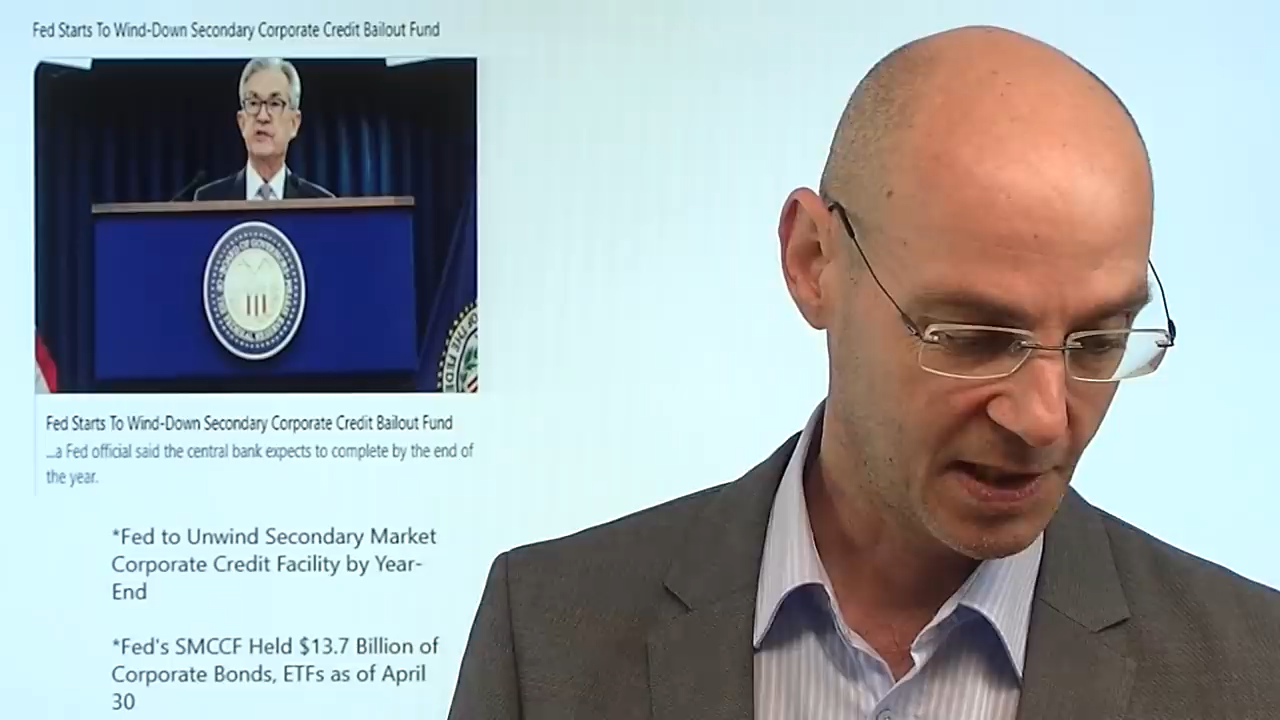 Fed Starts To Wind-Down Secondary Corporate Credit Bailout Fund
Fed Starts To Wind-Down Secondary Corporate Credit Bailout Fund
...a Fed official said the central bank expects to complete by the end of
the year.
*Fed to Unwind Secondary Market
Corporate Credit Facility by Year-
End
*Fed's SMCCF Held $13.7 Billion of
Corporate Bonds, ETFs as of April
30